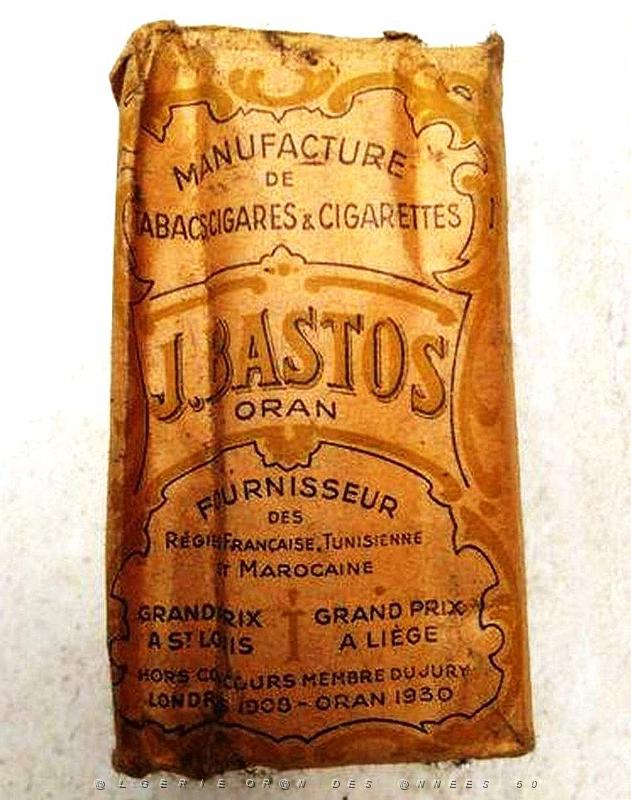 MANUFACTURE
DE
TABACS CIGARES & CIGARETTES
J. BASTOS
ORAN
FOURNISSEUR
DES
RÉGIES FRANÇAISE, TUNISIENNE
ET MAROCAINE
GRAND PRIX
A ST LOUIS
GRAND PRIX
A LIÈGE
HORS CONCOURS MEMBRE DU JURY
LONDRES 1908 - ORAN 1930
@LGERIE OR@N DES @NNEES 50